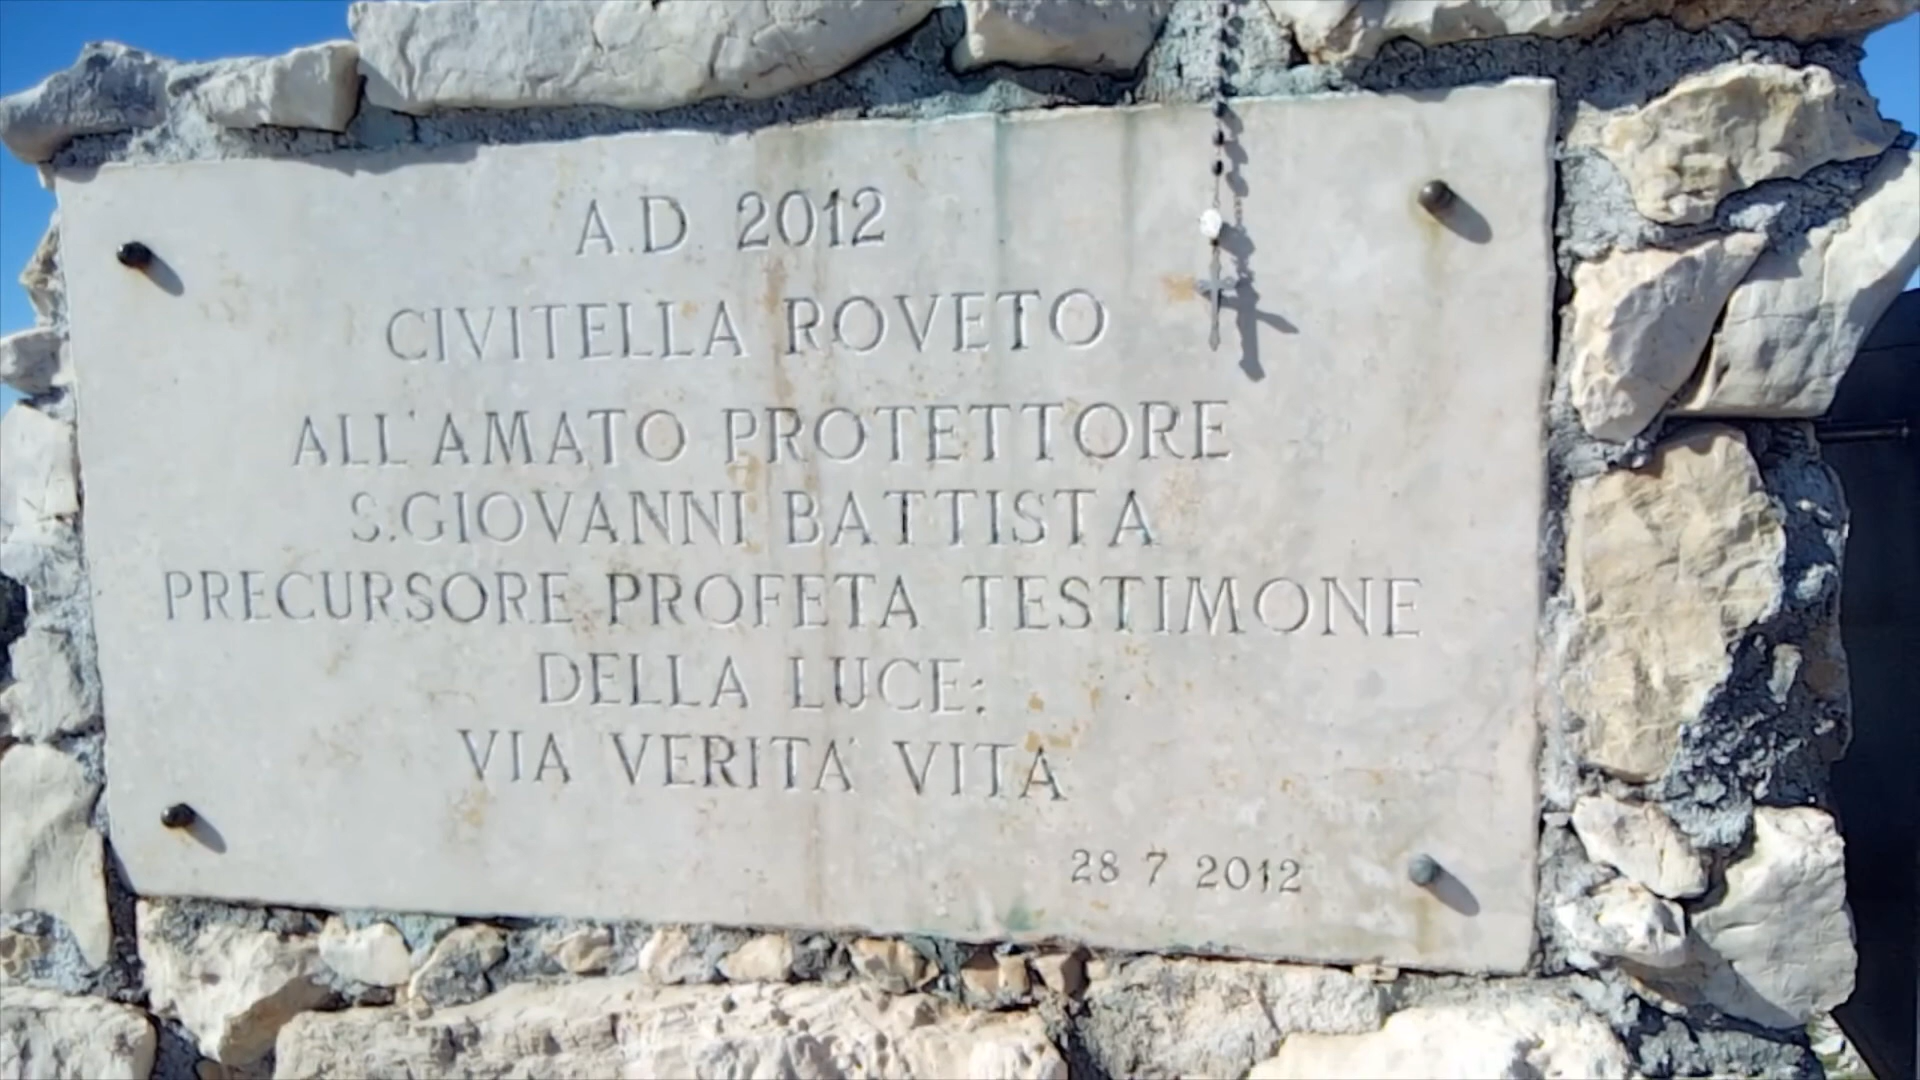 A.D. 2012
CIVITELLA ROVETO
ALL'AMATO PROTETTORE
S.GIOVANNI BATTISTA
PRECURSORE PROFETA TESTIMONE
DELLA LUCE:
VIA VERITA' VITA
28 7 2012